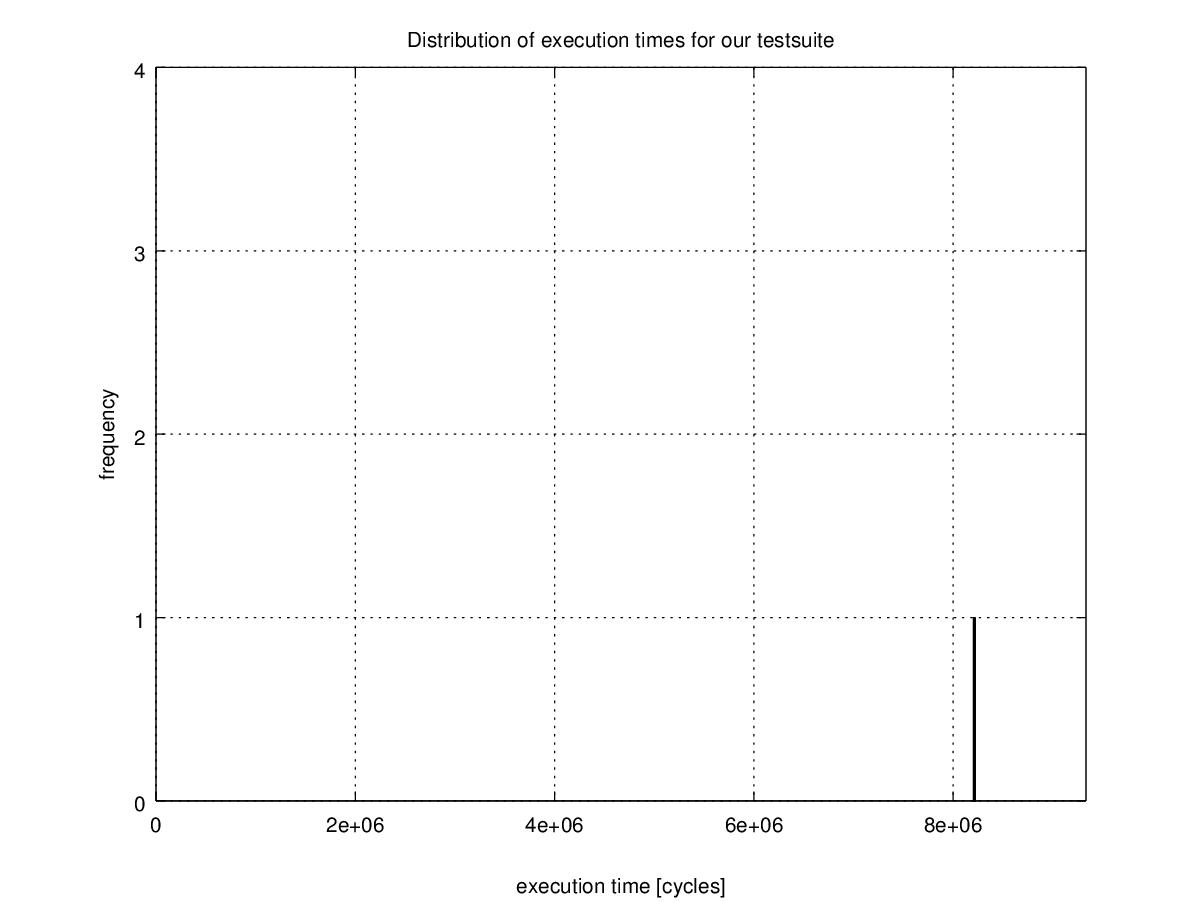 Distribution of execution times for our testsuite
4
3
2
1
0
frequency
0 2e+06 4e+06 6e+06 8e+06
execution time [cycles]